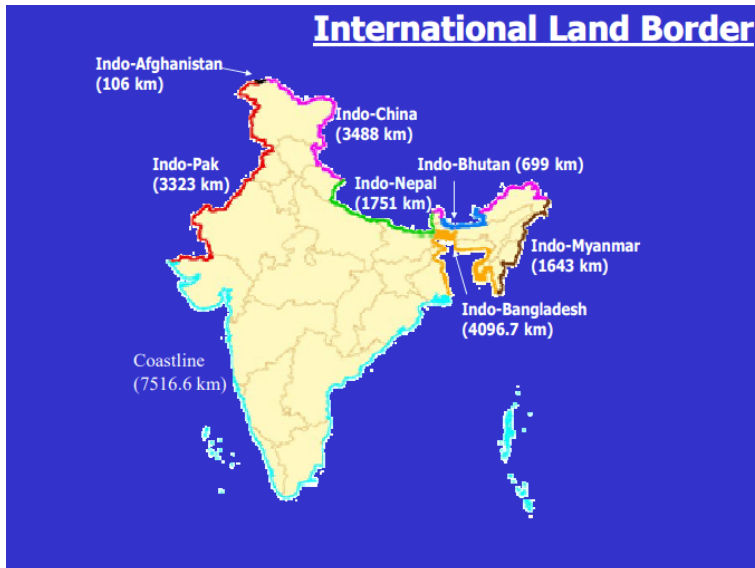 International Land Border
Indo-Afghanistan
(106 km)
Indo-China
(3488 km)
Indo-Pak
(3323 km)
Indo-Bhutan (699 km)
Indo-Nepal
(1751 km)
Indo-Myanmar
(1643 km)
Indo-Bangladesh
(4096.7 km)
Coastline
(7516.6 km)